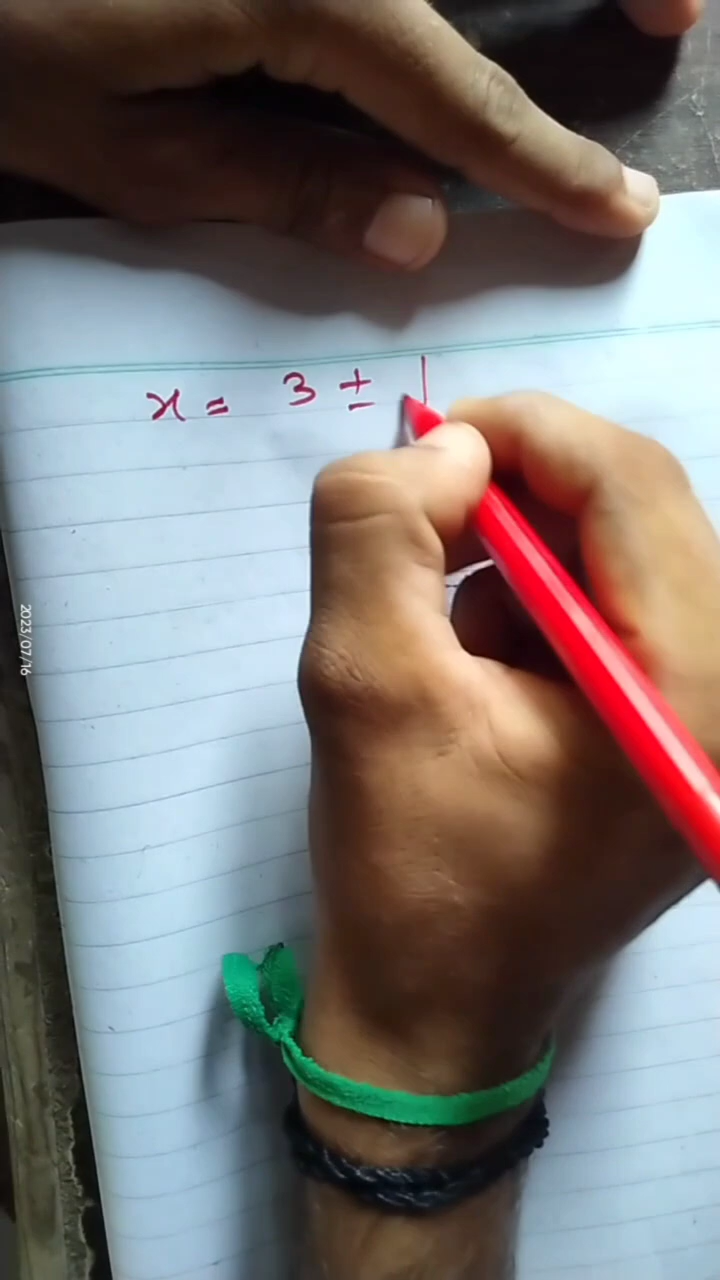 x = 3 ±
2023/07/16